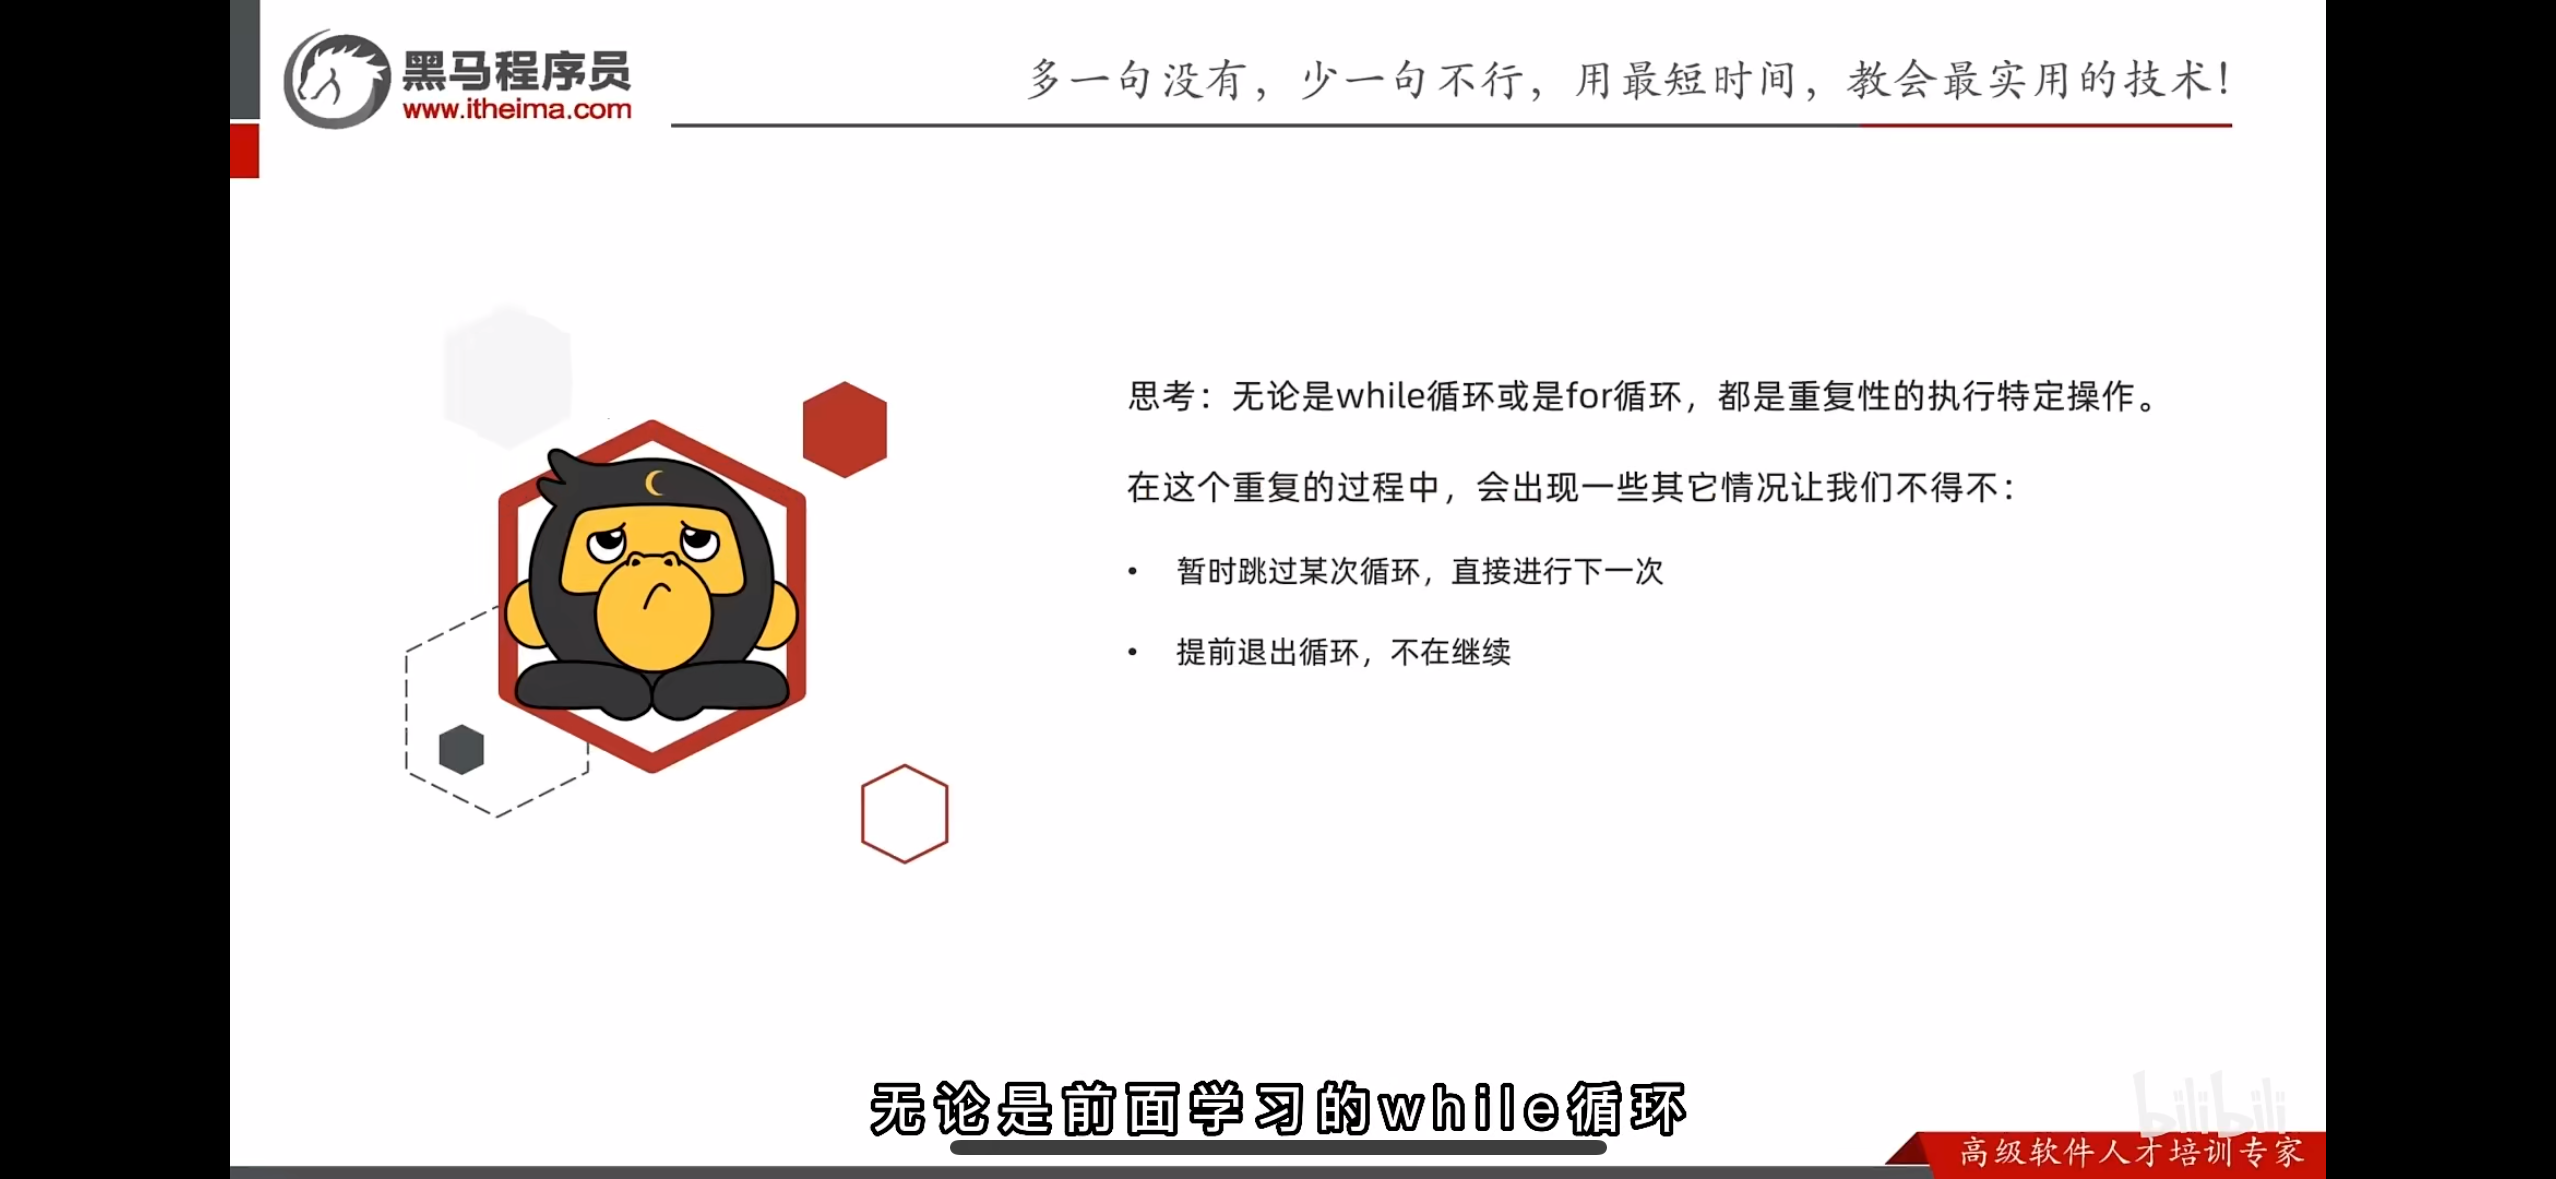 黑马程序员
www.itheima.com
多一句没有，少一句不行，用最短时间，教会最实用的技术！
思考：无论是while循环或是for循环，都是重复性的执行特定操作。
在这个重复的过程中，会出现一些其它情况让我们不得不：
• 暂时跳过某次循环，直接进行下一次
• 提前退出循环，不在继续
无论是前面学习的while循环
bilibili
高级软件人才培训专家